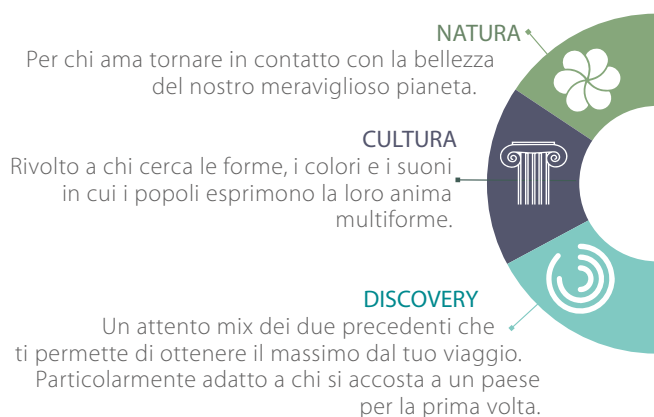 NATURA
Per chi ama tornare in contatto con la bellezza
del nostro meraviglioso pianeta.
CULTURA
Rivolto a chi cerca le forme, i colori e i suoni
in cui i popoli esprimono la loro anima
multiforme.
DISCOVERY
Un attento mix dei due precedenti che
ti permette di ottenere il massimo dal tuo viaggio.
Particolarmente adatto a chi si accosta a un paese
per la prima volta.